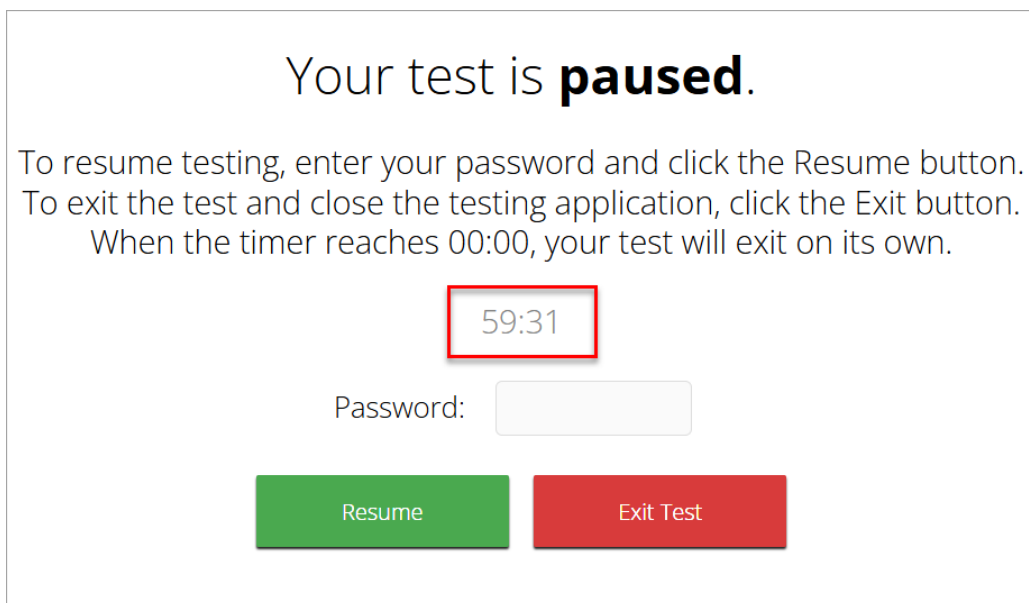 Your test is paused.
To resume testing, enter your password and click the Resume button.
To exit the test and close the testing application, click the Exit button.
When the timer reaches 00:00, your test will exit on its own.
59:31
Password:
Resume
Exit Test